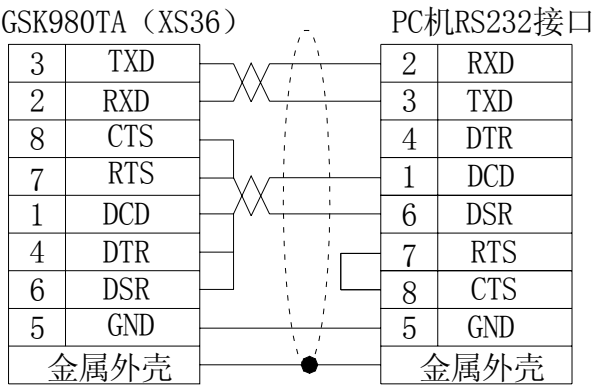 GSK980TA（XS36） PC机RS232接口
3 TXD 2 RXD
2 RXD 3 TXD
8 CTS 4 DTR
7 RTS 1 DCD
1 DCD 6 DSR
4 DTR 7 RTS
6 DSR 8 CTS
5 GND 5 GND
金属外壳 金属外壳